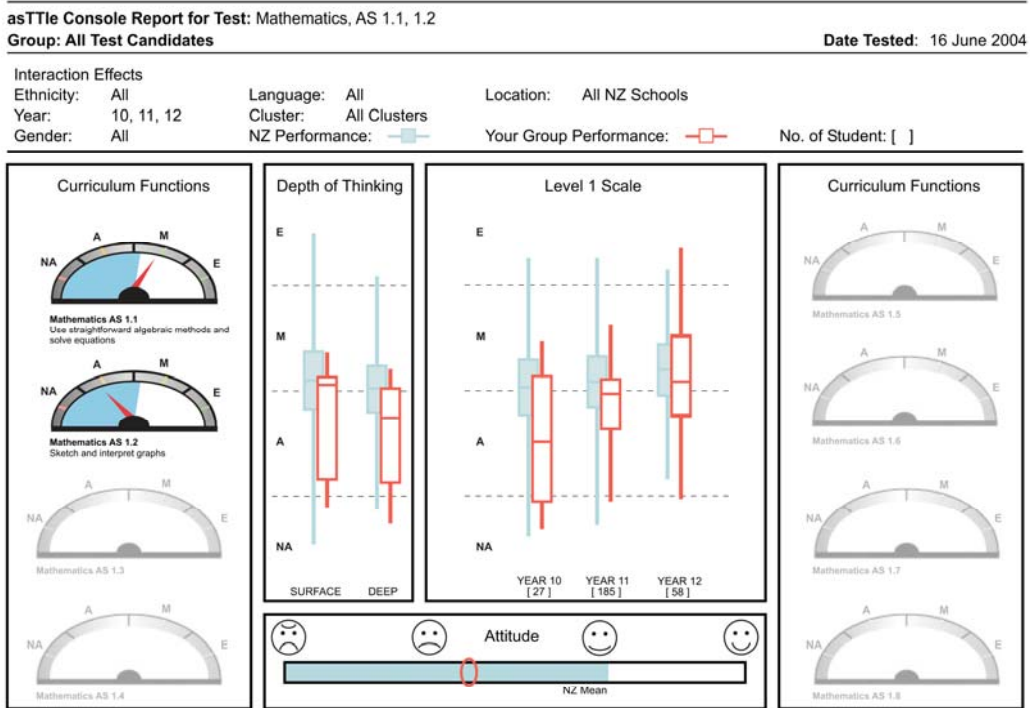 asTTle Console Report for Test: Mathematics, AS 1.1, 1.2
Group: All Test Candidates
Date Tested: 16 June 2004
Interaction Effects
Ethnicity: All
Language: All
Location: All NZ Schools
Year: 10, 11, 12
Cluster: All Clusters
Gender: All
NZ Performance:
Your Group Performance:
No. of Student: [ ]
Curriculum Functions
NA A M E
Mathematics AS 1.1
Use straightforward algebraic methods and
solve equations
NA A M E
Mathematics AS 1.2
Sketch and interpret graphs
NA A M E
Mathematics AS 1.3
NA A M E
Mathematics AS 1.4
Depth of Thinking
E
M
A
NA
SURFACE DEEP
Level 1 Scale
E
M
A
NA
YEAR 10 YEAR 11 YEAR 12
[ 27 ] [ 185 ] [ 58 ]
Attitude
NZ Mean
Curriculum Functions
NA A M E
Mathematics AS 1.5
NA A M E
Mathematics AS 1.6
NA A M E
Mathematics AS 1.7
NA A M E
Mathematics AS 1.8